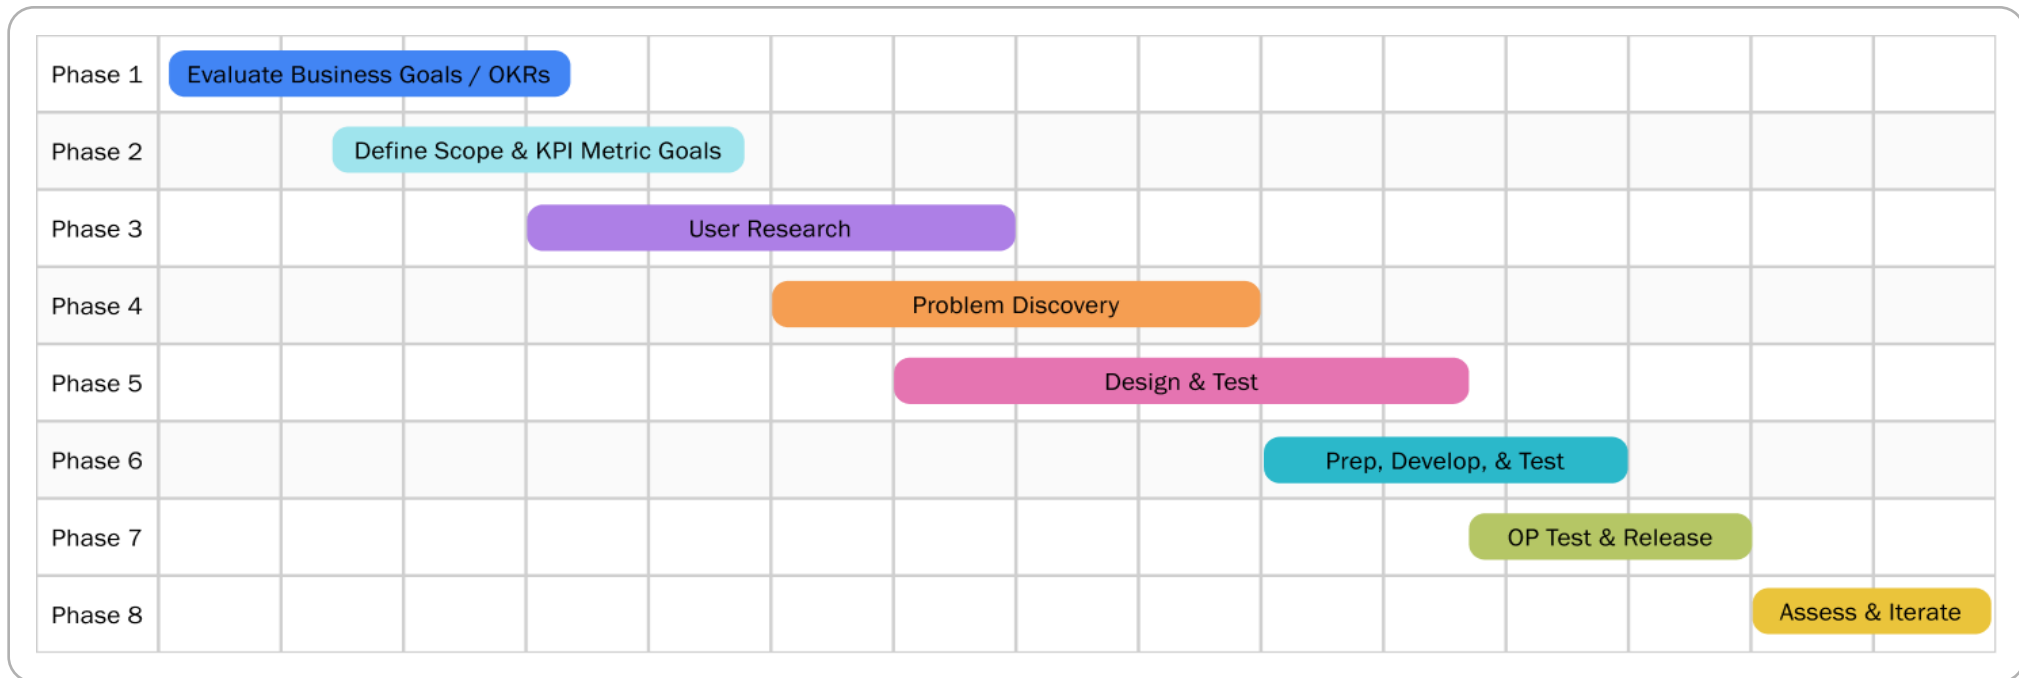 Phase 1
Evaluate Business Goals / OKRs
Phase 2
Define Scope & KPI Metric Goals
Phase 3
User Research
Phase 4
Problem Discovery
Phase 5
Design & Test
Phase 6
Prep, Develop, & Test
Phase 7
OP Test & Release
Phase 8
Assess & Iterate